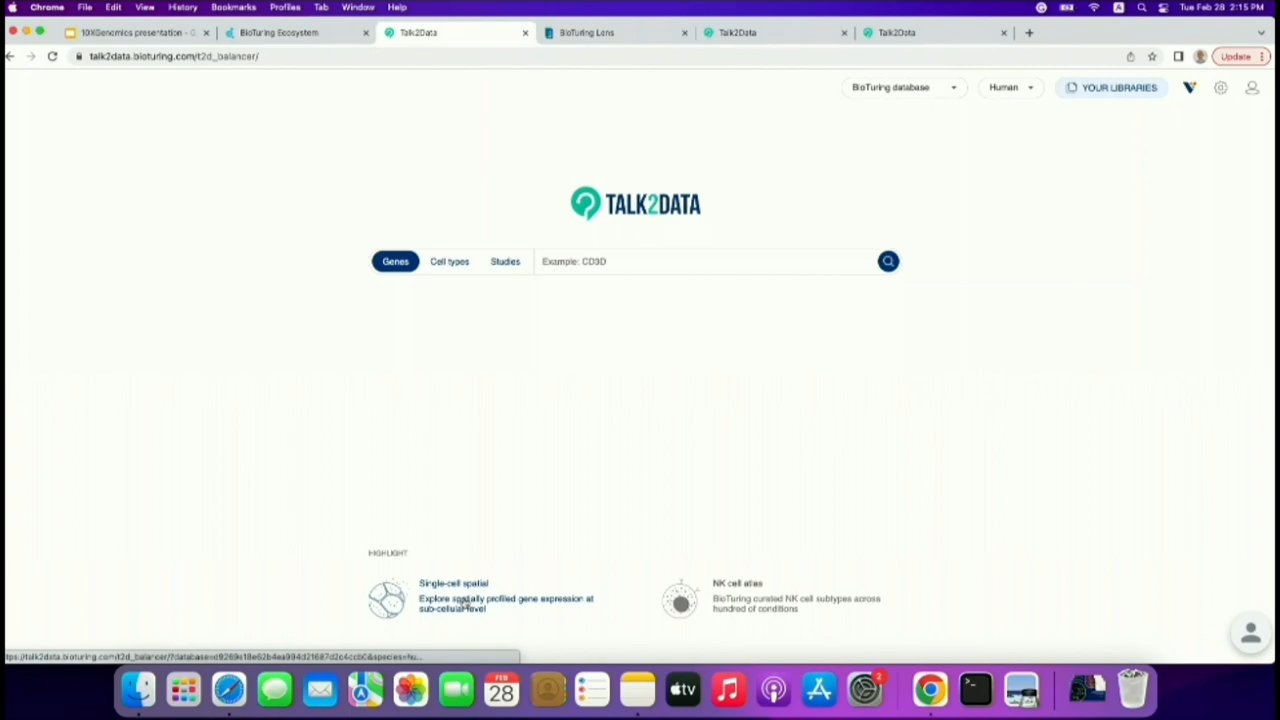 Chrome File Edit View History Bookmarks Profiles Tab Window Help Tue Feb 28 2:15 PM
10XGenomics presentation - G BioTuring Ecosystem Talk2Data BioTuring Lens Talk2Data Talk2Data
talk2data.bioturing.com/t2d_balancer/ Update
BioTuring database Human YOUR LIBRARIES
TALK2DATA
Genes Cell types Studies Example: CD3D
HIGHLIGHT
Single-cell spatial
Explore spatially profiled gene expression at
sub-cellular level
NK cell atlas
BioTuring curated NK cell subtypes across
hundred of conditions
FEB
28
tv
2